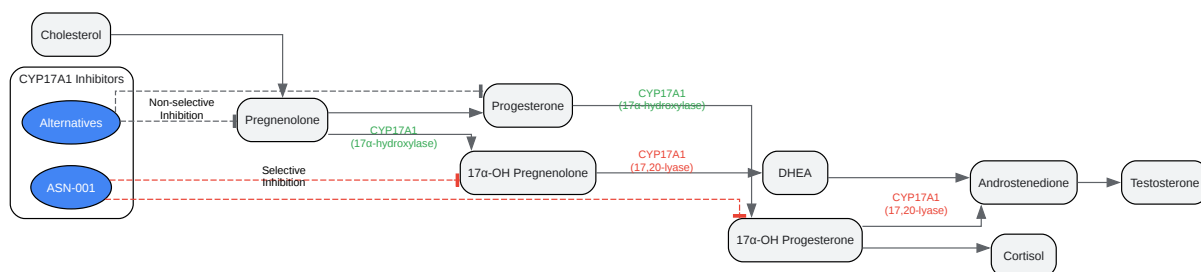 Cholesterol
CYP17A1 Inhibitors
Alternatives
ASN-001
Non-selective
Inhibition
Selective
Inhibition
Pregnenolone
CYP17A1
(17α-hydroxylase)
Progesterone
17α-OH Pregnenolone
CYP17A1
(17α-hydroxylase)
CYP17A1
(17,20-lyase)
DHEA
17α-OH Progesterone
CYP17A1
(17,20-lyase)
Androstenedione
Cortisol
Testosterone